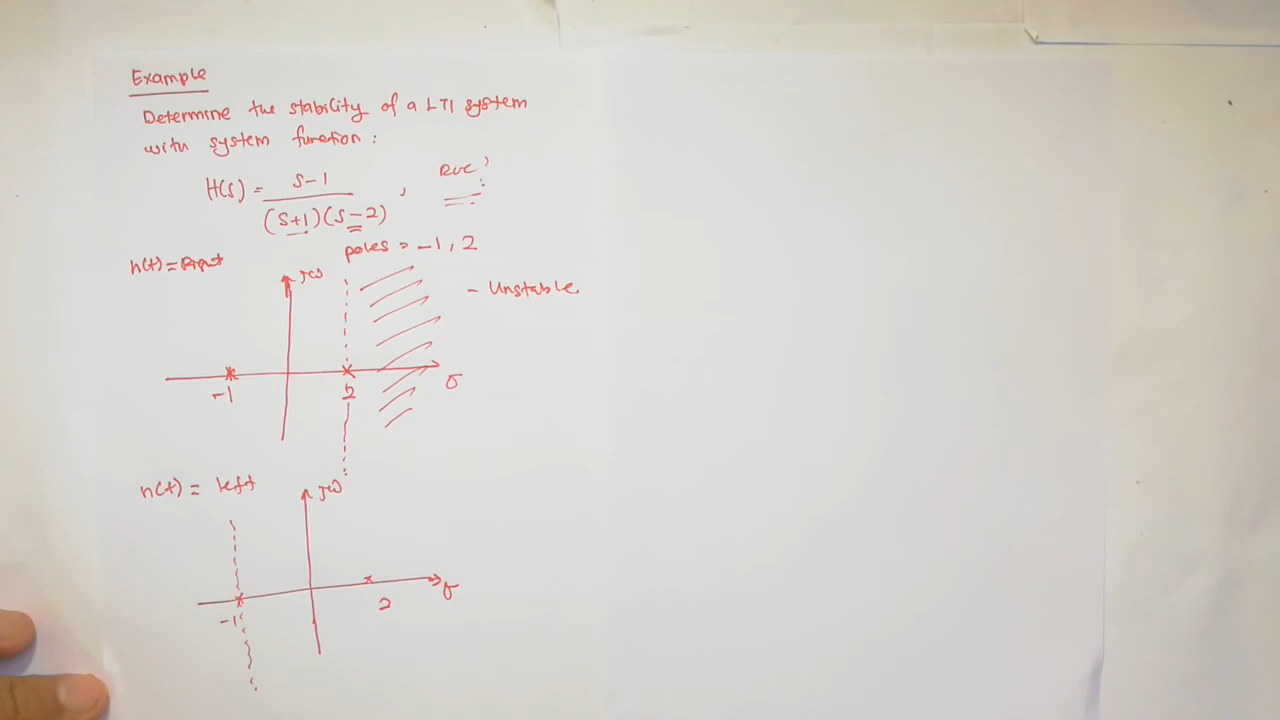 Example
Determine the stability of a LTI system
with system function:
H(s) = s-1 / (s+1)(s-2) , ROC ?
poles = -1, 2
h(t) = Right
jω
- Unstable
-1
2
σ
h(t) = left
jω
-1
2
σ